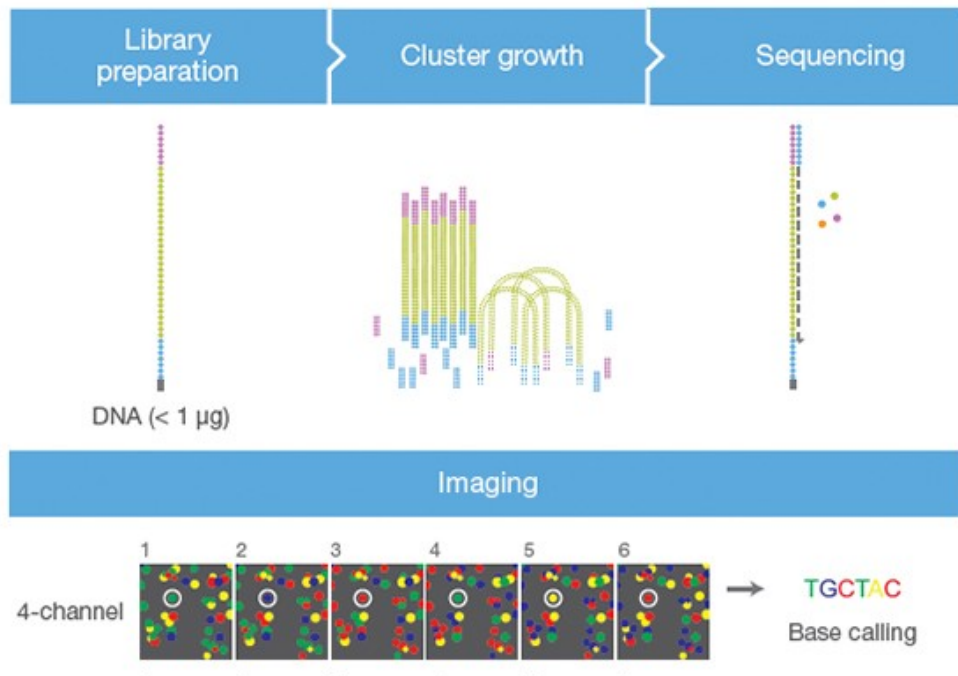 Library
preparation
Cluster growth
Sequencing
DNA (< 1 µg)
Imaging
1 2 3 4 5 6
4-channel
TGCTAC
Base calling